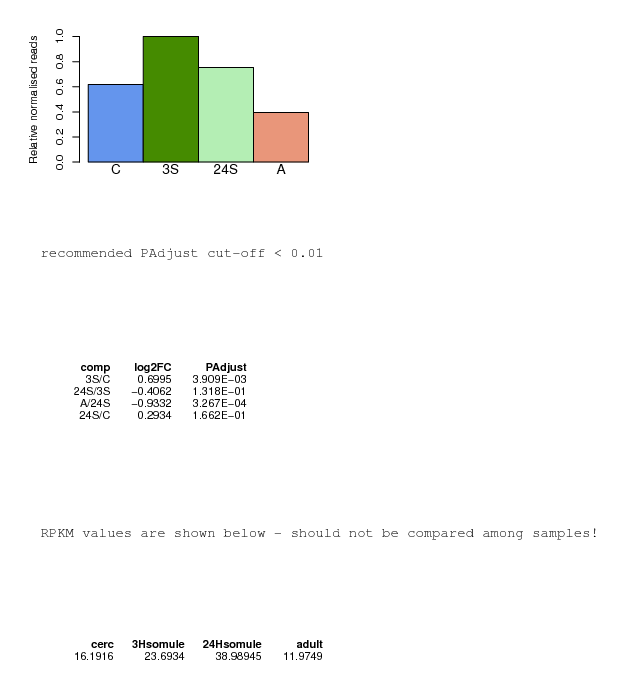 Relative normalised reads
1.0
0.8
0.6
0.4
0.2
0.0
C 3S 24S A
recommended PAdjust cut-off < 0.01
comp log2FC PAdjust
3S/C 0.6995 3.909E−03
24S/3S −0.4062 1.318E−01
A/24S −0.9332 3.267E−04
24S/C 0.2934 1.662E−01
RPKM values are shown below - should not be compared among samples!
cerc 3Hsomule 24Hsomule adult
16.1916 23.6934 38.98945 11.9749